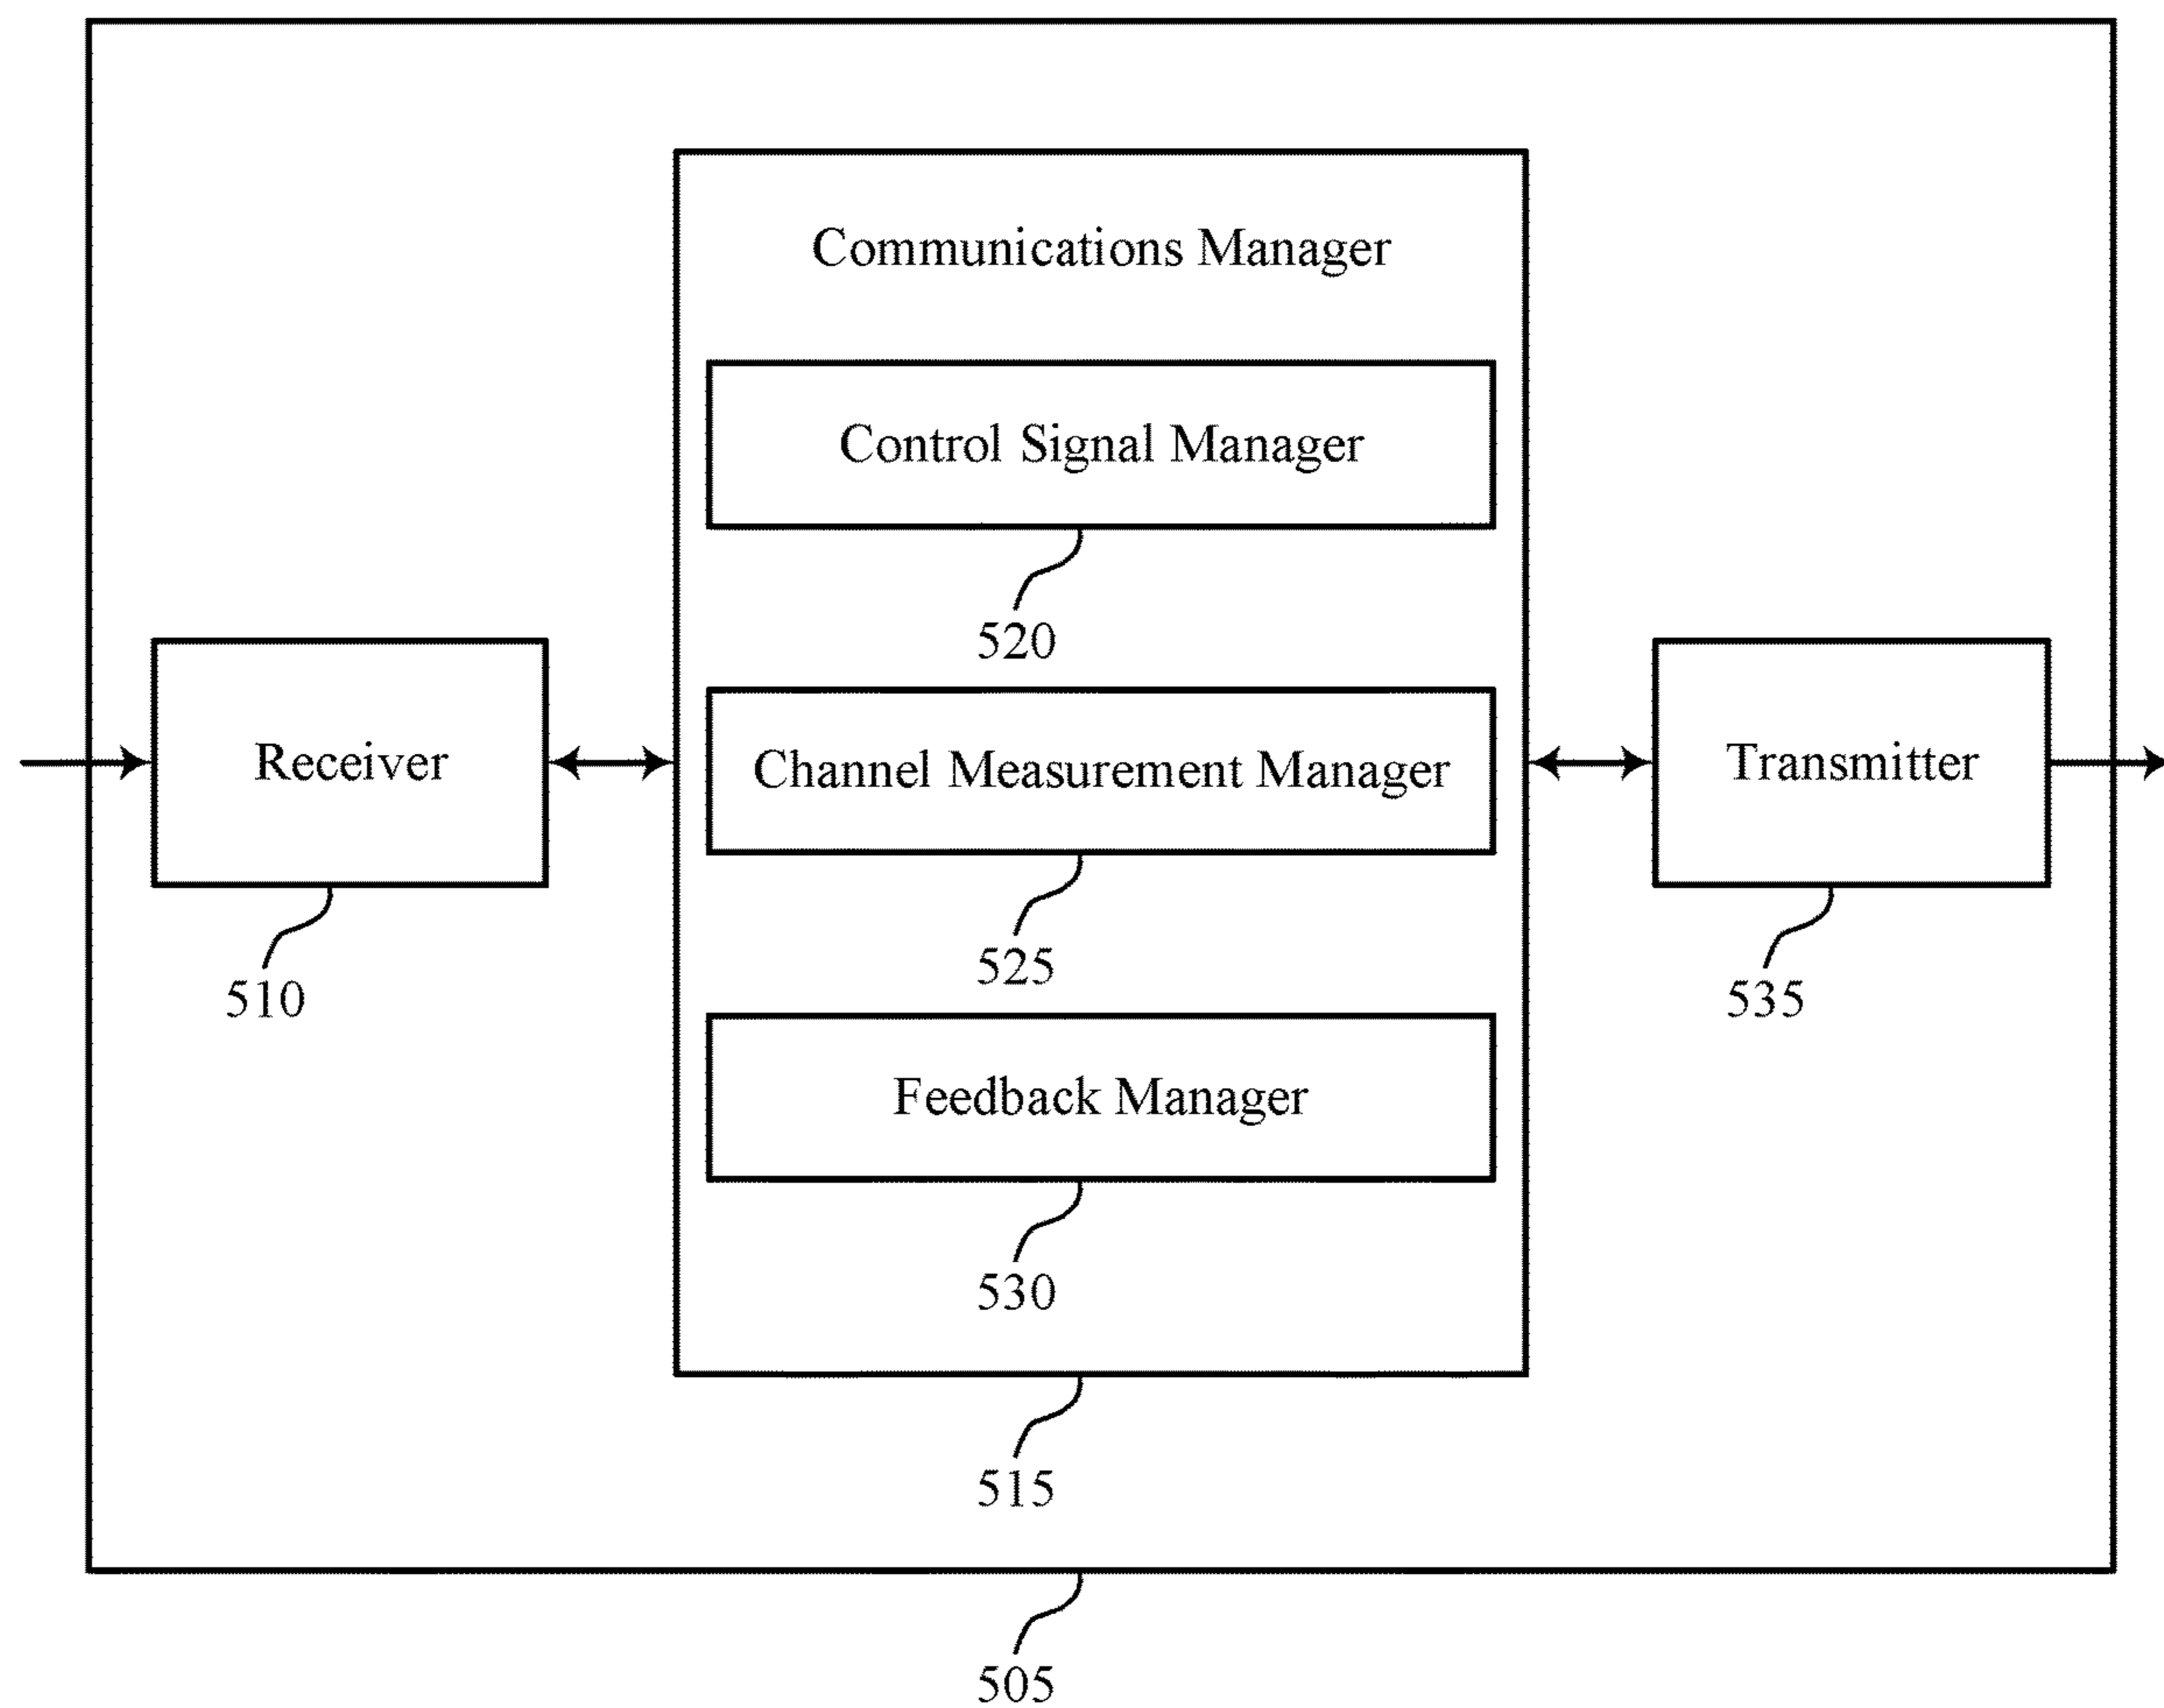 Communications Manager
Control Signal Manager
520
Receiver
510
Channel Measurement Manager
525
Transmitter
535
Feedback Manager
530
515
505